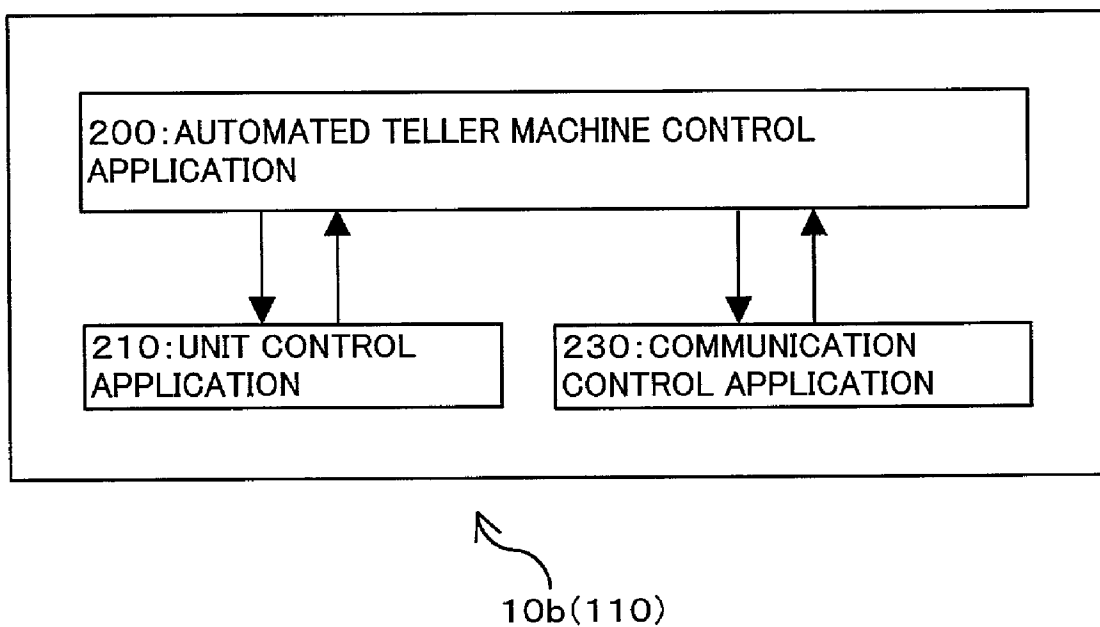 200:AUTOMATED TELLER MACHINE CONTROL
APPLICATION
210:UNIT CONTROL
APPLICATION
230:COMMUNICATION
CONTROL APPLICATION
10b(110)